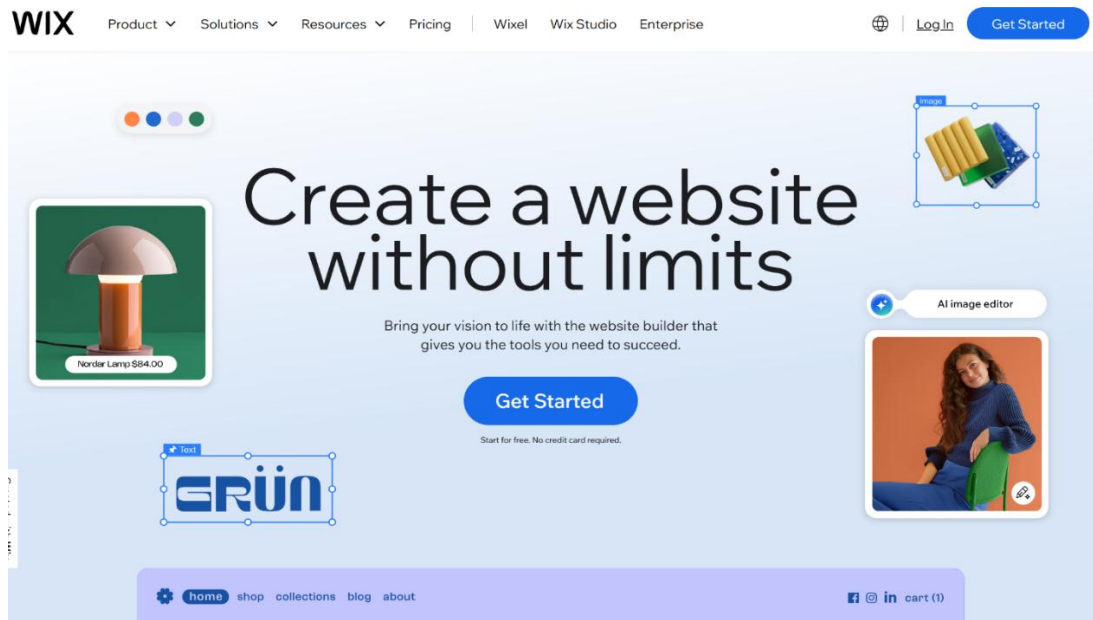 WIX Product Solutions Resources Pricing Wixel Wix Studio Enterprise Log In Get Started
Image
Create a website
without limits
AI image editor
Bring your vision to life with the website builder that
gives you the tools you need to succeed.
Nordar Lamp $84.00
Get Started
Start for free. No credit card required.
Text
GRÜN
home shop collections blog about cart (1)